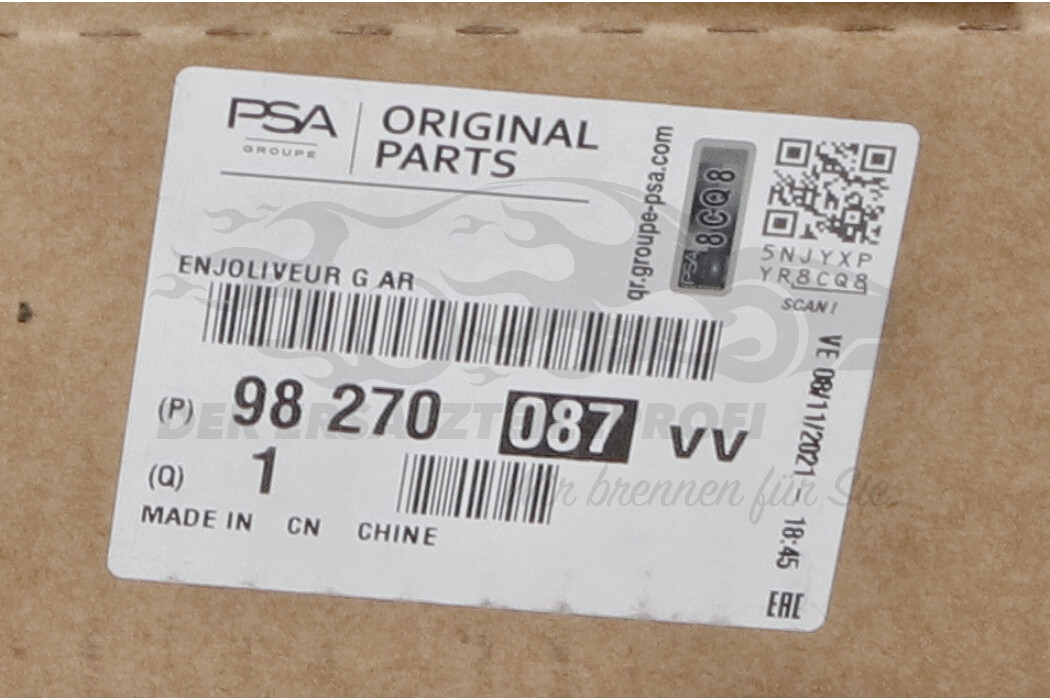 PSA
GROUPE
ORIGINAL
PARTS
qr.groupe-psa.com
PSA 8CQ8
5NJYXP
YR8CQ8
SCAN!
ENJOLIVEUR G AR
(P) 98 270 087 VV
(Q) 1
MADE IN CN CHINE
VE 08/11/2021 - 18:45
EAC
DER ERSATZTEILEPROFI
Wir brennen für Sie.